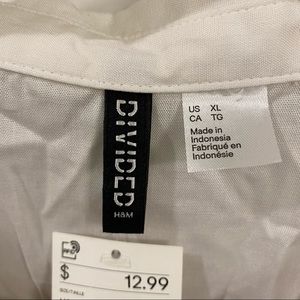 DIVIDED
H&M
US XL
CA TG
Made in
Indonesia
Fabriqué en
Indonésie
$ 12.99